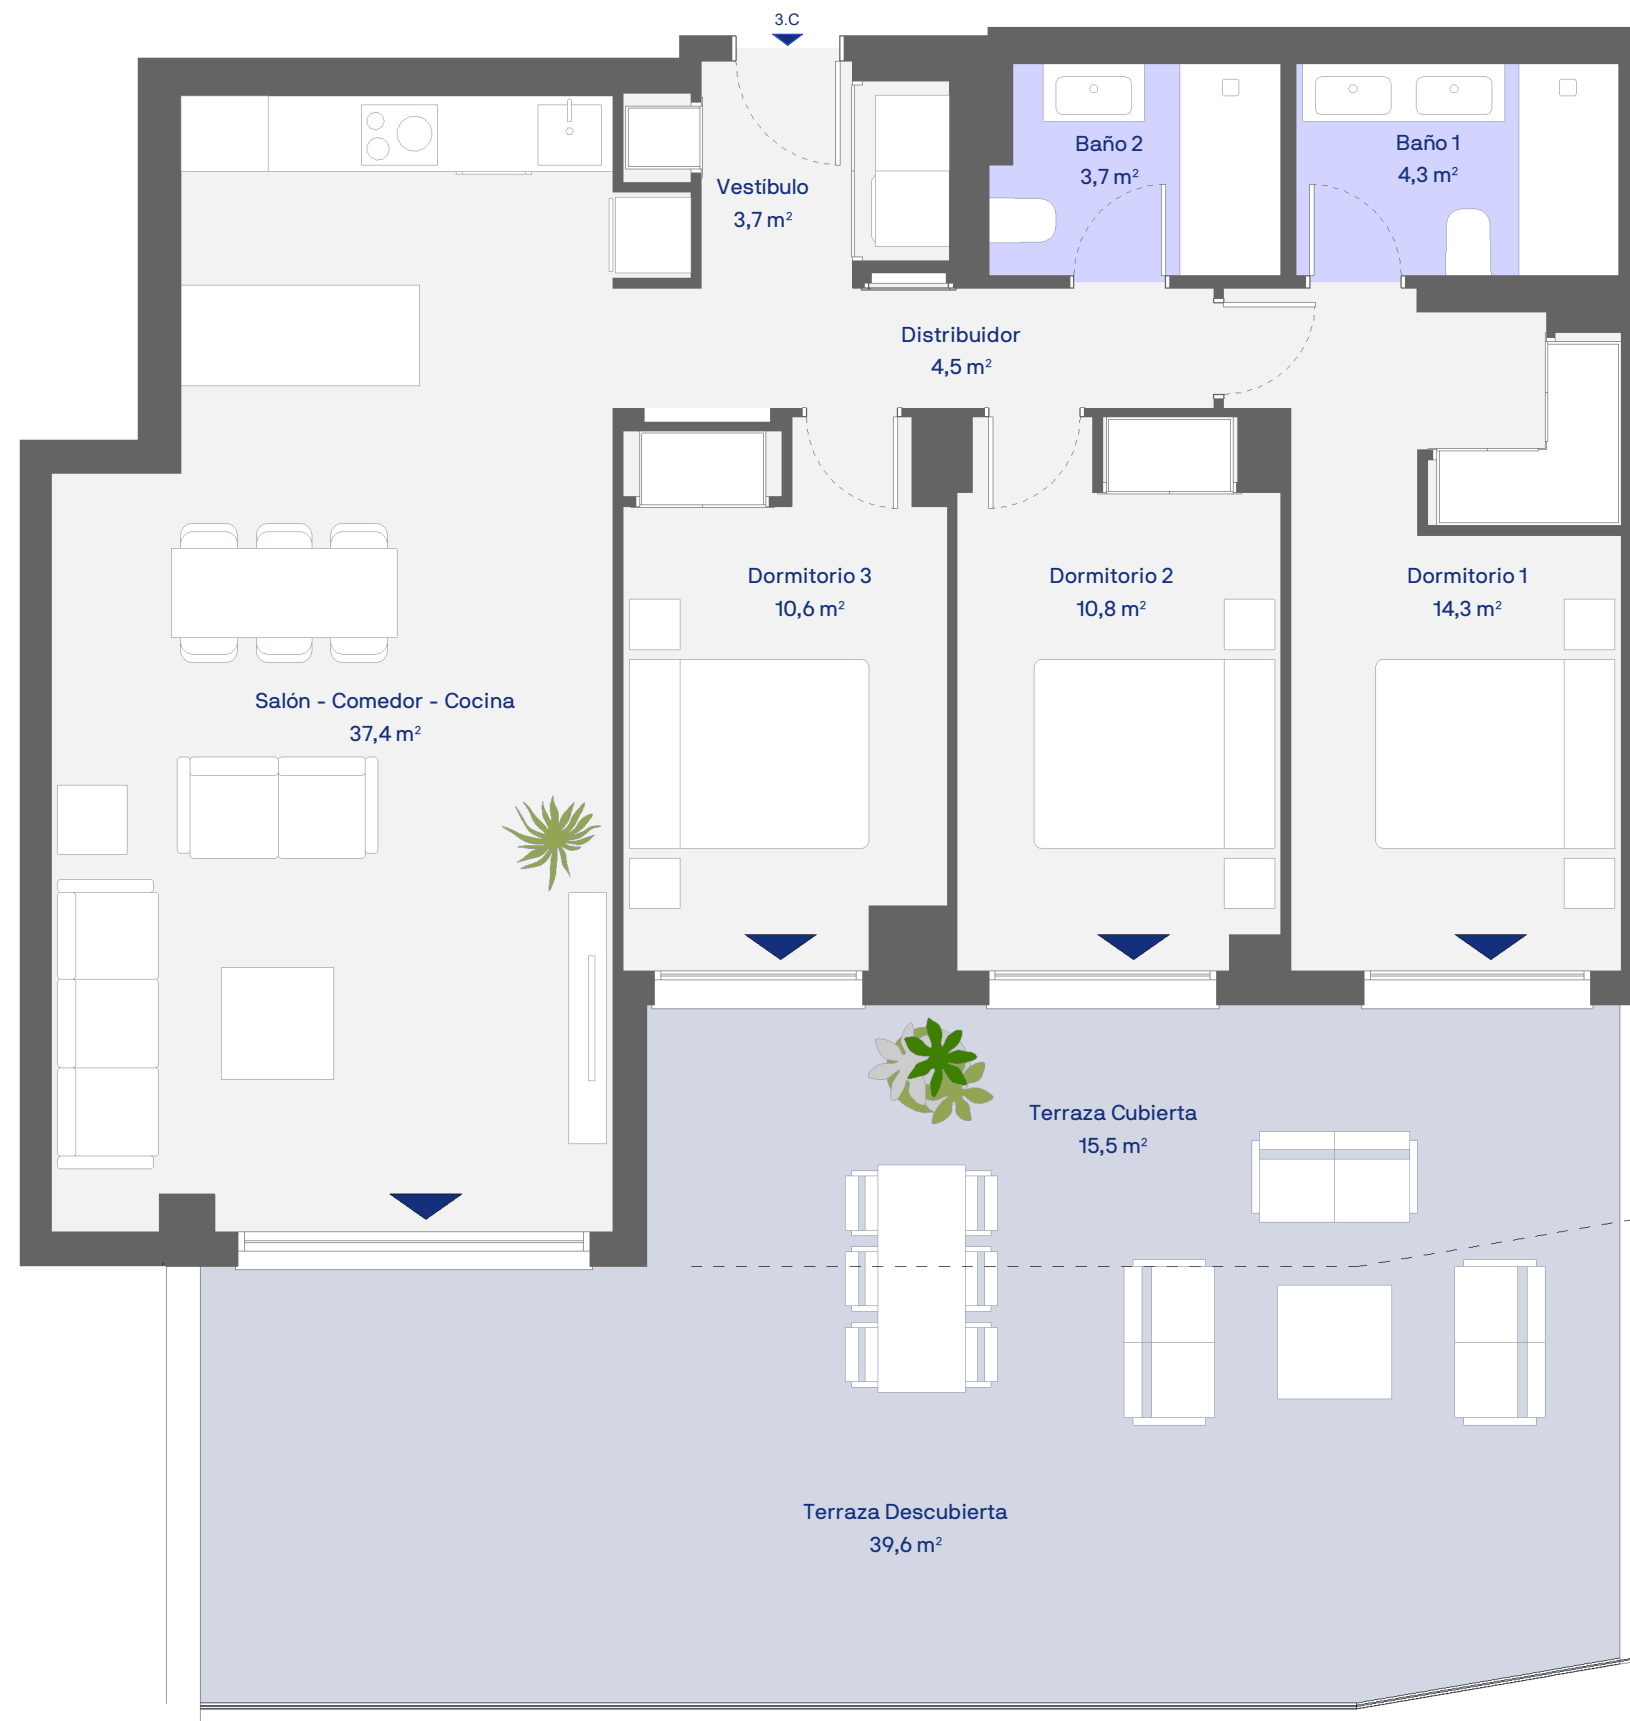 3.C
Baño 2
3,7 m²
Baño 1
4,3 m²
Vestíbulo
3,7 m²
Distribuidor
4,5 m²
Dormitorio 3
10,6 m²
Dormitorio 2
10,8 m²
Dormitorio 1
14,3 m²
Salón - Comedor - Cocina
37,4 m²
Terraza Cubierta
15,5 m²
Terraza Descubierta
39,6 m²